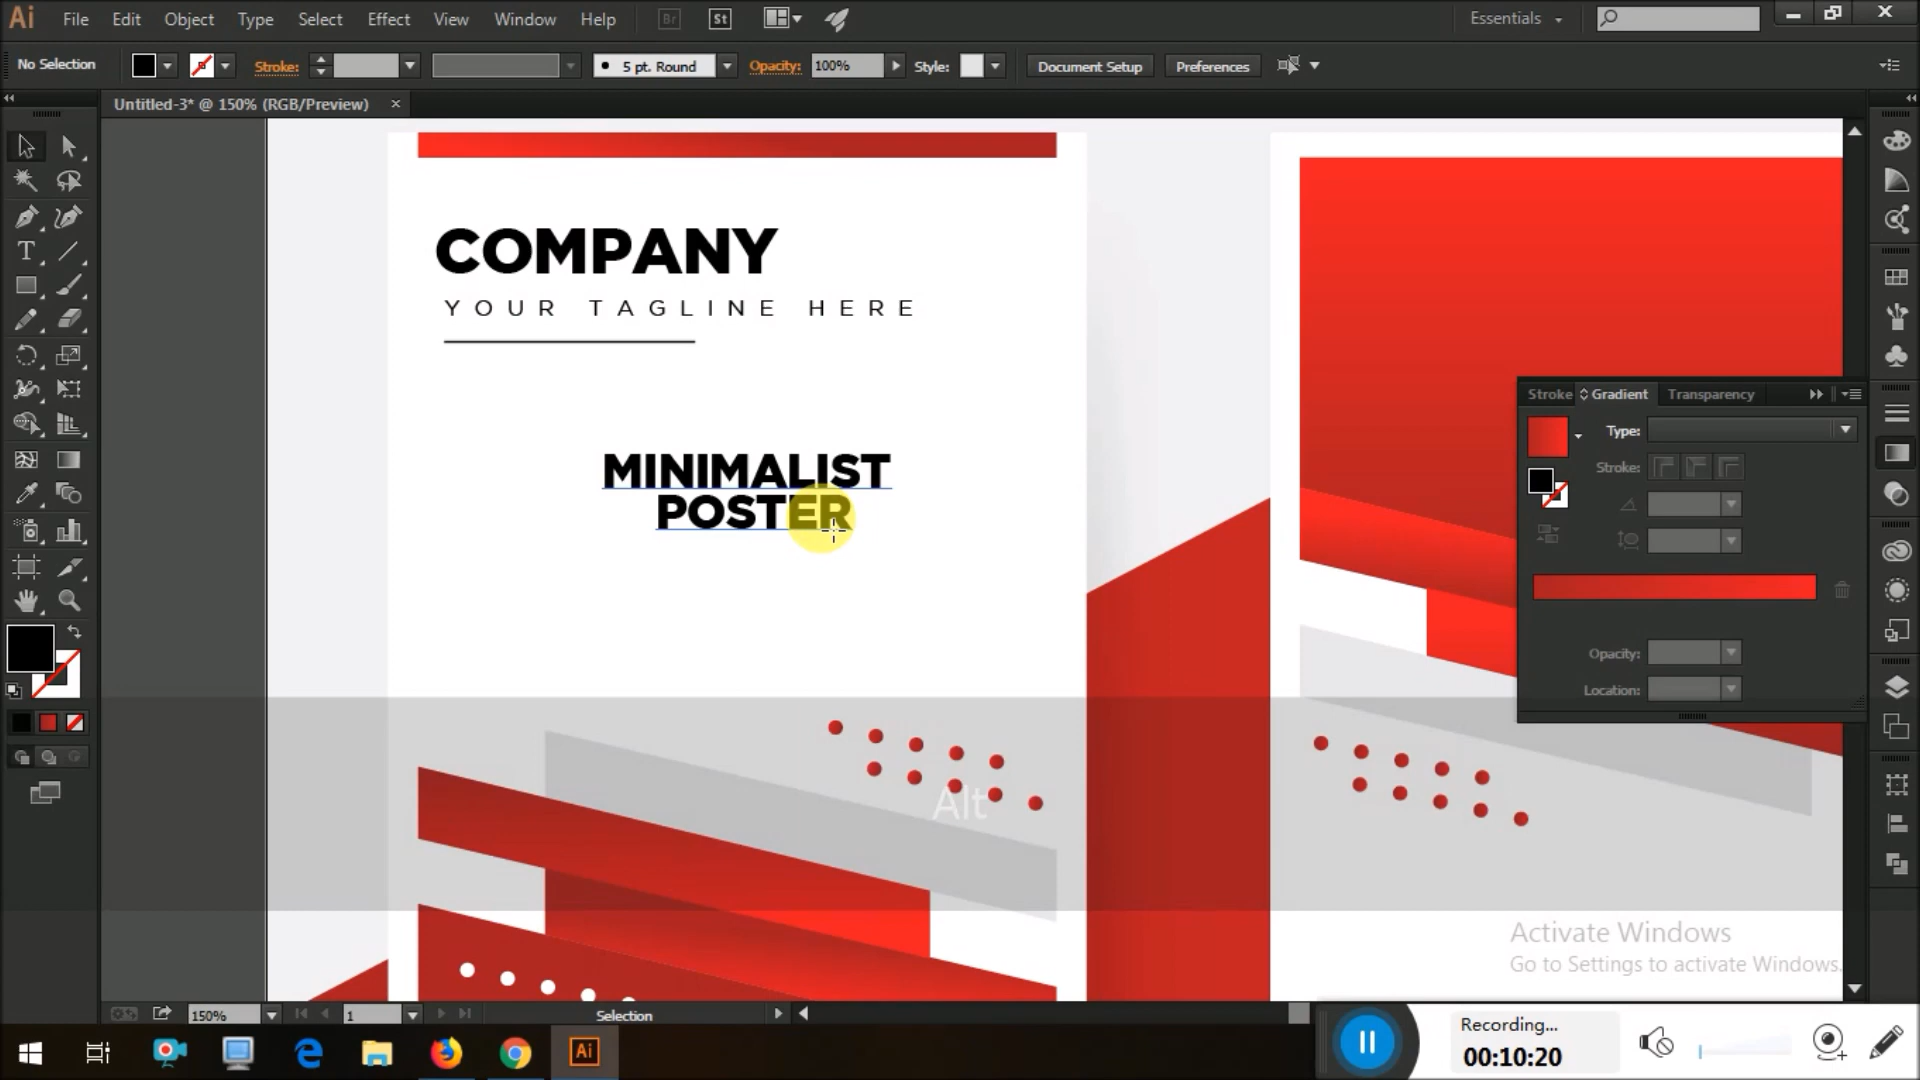 Ai File Edit Object Type Select Effect View Window Help Br St Essentials
No Selection Stroke: 5 pt. Round Opacity: 100% Style: Document Setup Preferences
Untitled-3* @ 150% (RGB/Preview)
COMPANY
YOUR TAGLINE HERE
MINIMALIST
POSTER
Stroke Gradient Transparency
Type:
Stroke:
Opacity:
Location:
Alt
Activate Windows
Go to Settings to activate Windows.
150% 1 Selection
Recording...
00:10:20
Ai